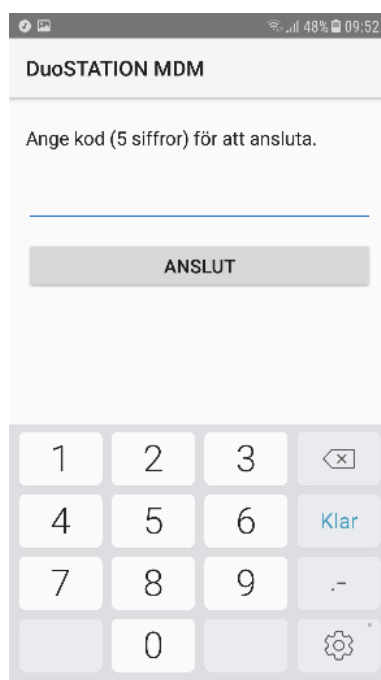 48% 09:52
DuoSTATION MDM
Ange kod (5 siffror) för att ansluta.
ANSLUT
1 2 3
4 5 6 Klar
7 8 9 .-
0